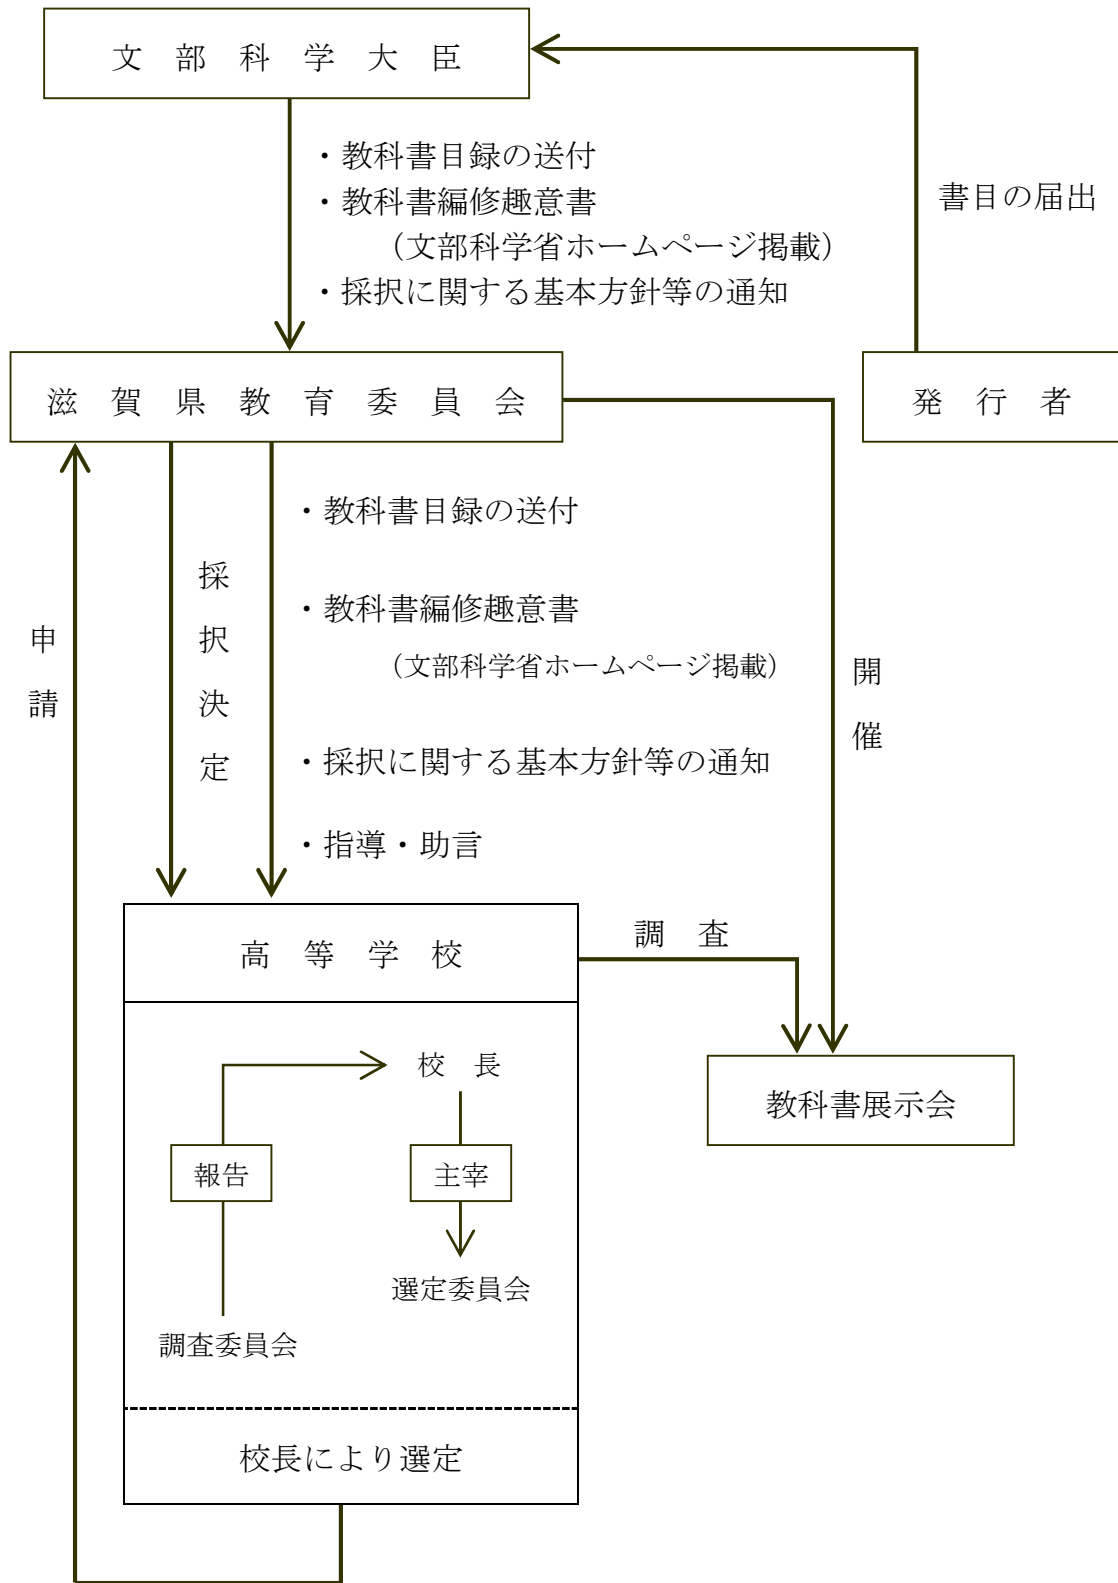 文部科学大臣
・教科書目録の送付
・教科書編修趣意書
（文部科学省ホームページ掲載）
・採択に関する基本方針等の通知
書目の届出
滋賀県教育委員会
発行者
・教科書目録の送付
・教科書編修趣意書
（文部科学省ホームページ掲載）
・採択に関する基本方針等の通知
・指導・助言
採択決定
申請
開催
高等学校
調査
校長
教科書展示会
報告
主宰
選定委員会
調査委員会
校長により選定